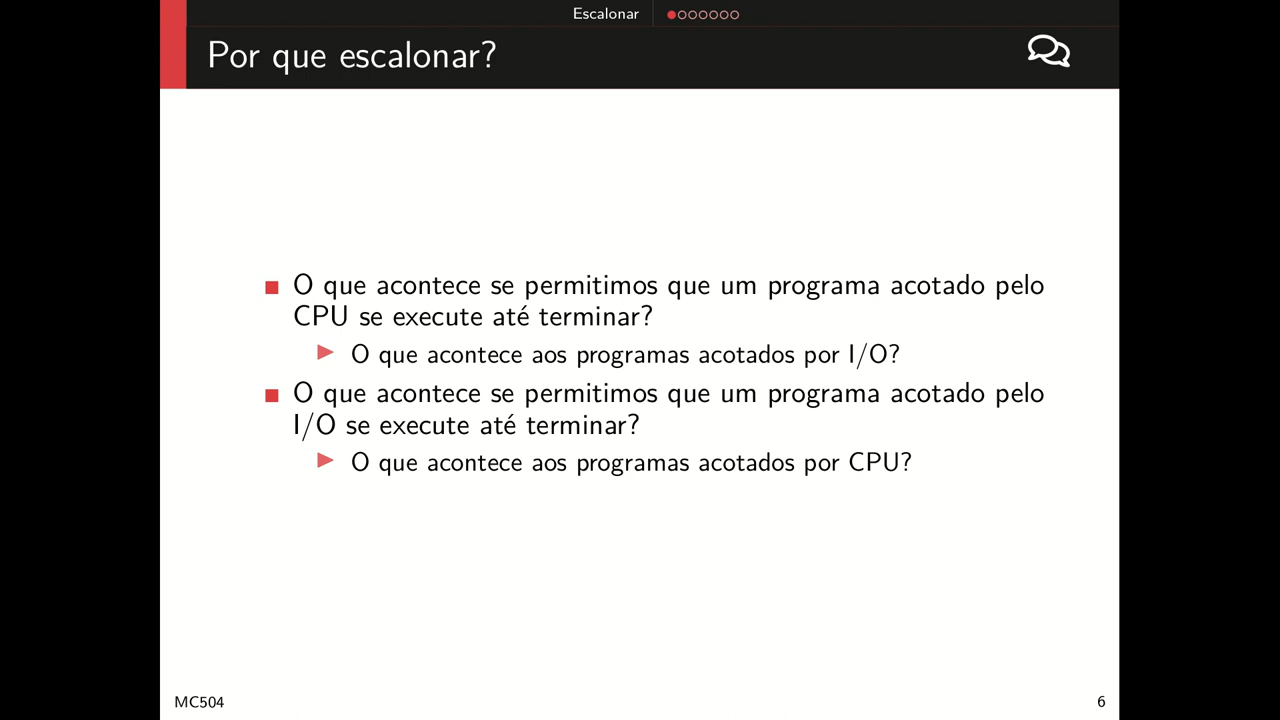 Escalonar
Por que escalonar?
O que acontece se permitimos que um programa acotado pelo
CPU se execute até terminar?
O que acontece aos programas acotados por I/O?
O que acontece se permitimos que um programa acotado pelo
I/O se execute até terminar?
O que acontece aos programas acotados por CPU?
MC504
6